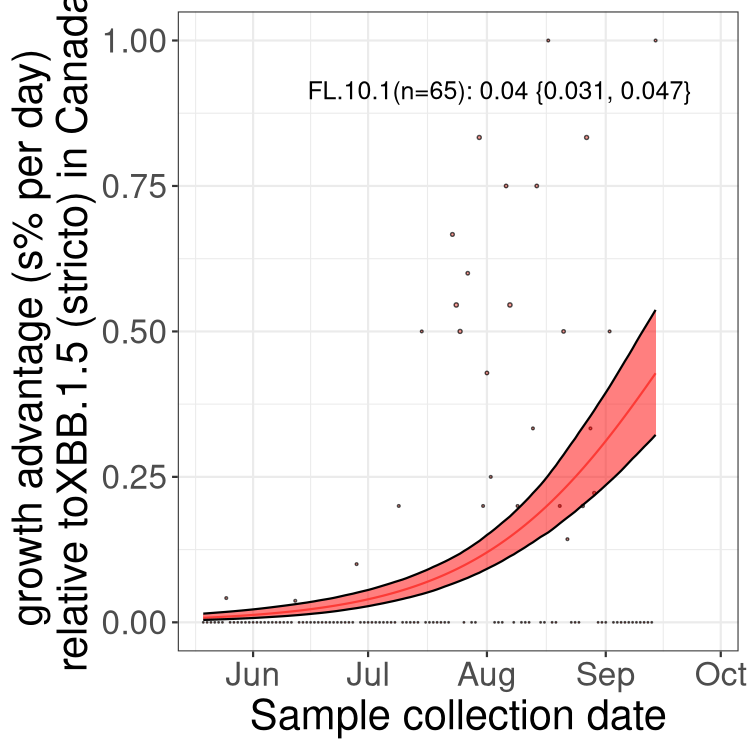 growth advantage (s% per day)
relative toXBB.1.5 (stricto) in Canada
1.00
0.75
0.50
0.25
0.00
FL.10.1(n=65): 0.04 {0.031, 0.047}
Jun Jul Aug Sep Oct
Sample collection date